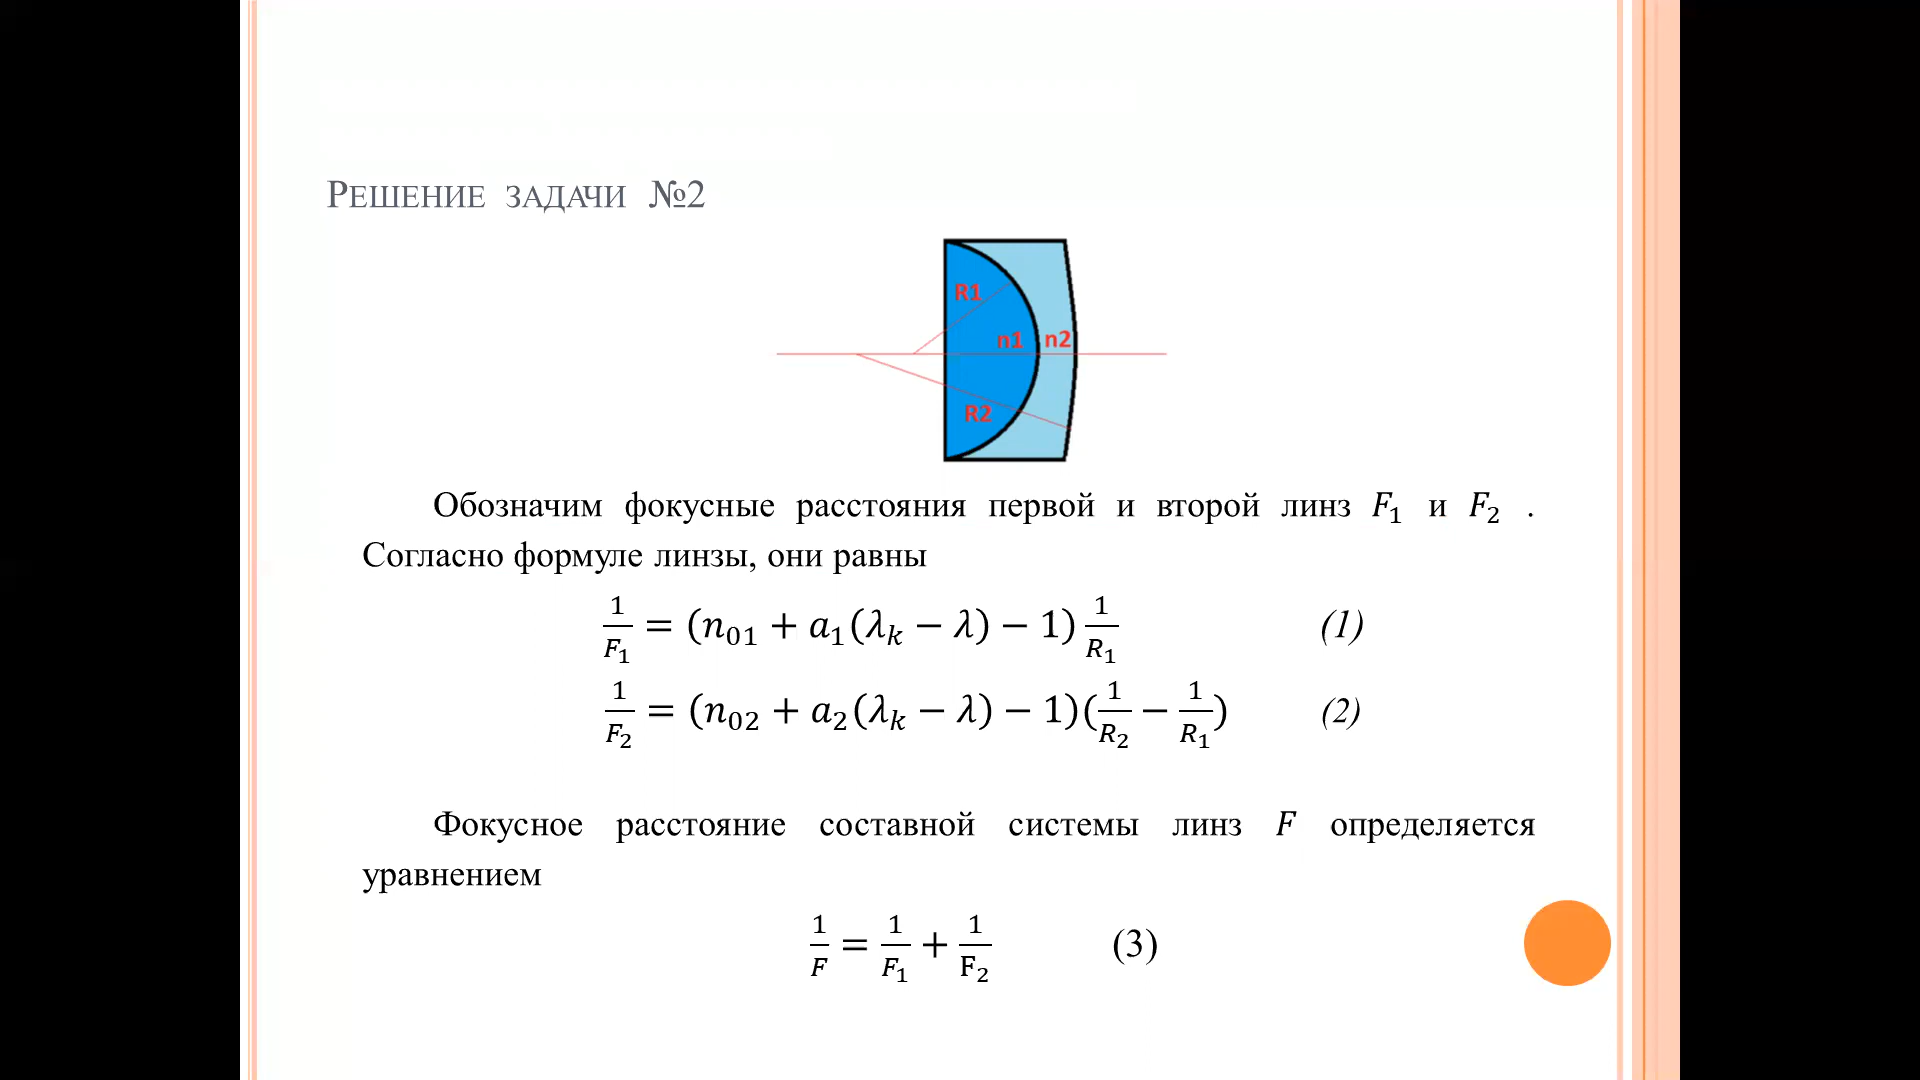 РЕШЕНИЕ ЗАДАЧИ №2
R1
n1 n2
R2
Обозначим фокусные расстояния первой и второй линз F₁ и F₂ .
Согласно формуле линзы, они равны
1/F₁ = (n₀₁ + a₁(λₖ − λ) − 1) 1/R₁ (1)
1/F₂ = (n₀₂ + a₂(λₖ − λ) − 1)(1/R₂ − 1/R₁) (2)
Фокусное расстояние составной системы линз F определяется
уравнением
1/F = 1/F₁ + 1/F₂ (3)